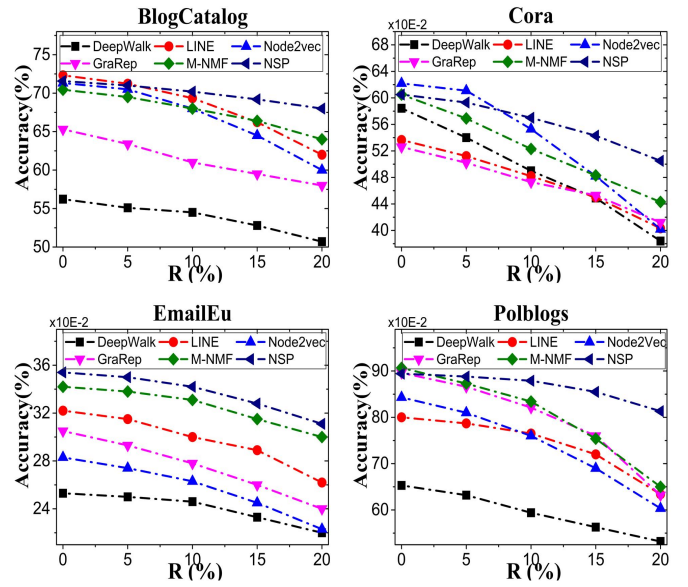 BlogCatalog
DeepWalk LINE Node2vec
GraRep M-NMF NSP
75
70
65
60
55
50
Accuracy(%)
0 5 10 15 20
R (%)
Cora
x10E-2
68
DeepWalk LINE Node2vec
GraRep M-NMF NSP
64
60
56
52
48
44
40
Accuracy(%)
0 5 10 15 20
R (%)
EmailEu
x10E-2
DeepWalk LINE Node2vec
GraRep M-NMF NSP
36
32
28
24
Accuracy(%)
0 5 10 15 20
R (%)
Polblogs
x10E-2
DeepWalk LINE Node2vec
GraRep M-NMF NSP
90
80
70
60
Accuracy(%)
0 5 10 15 20
R (%)